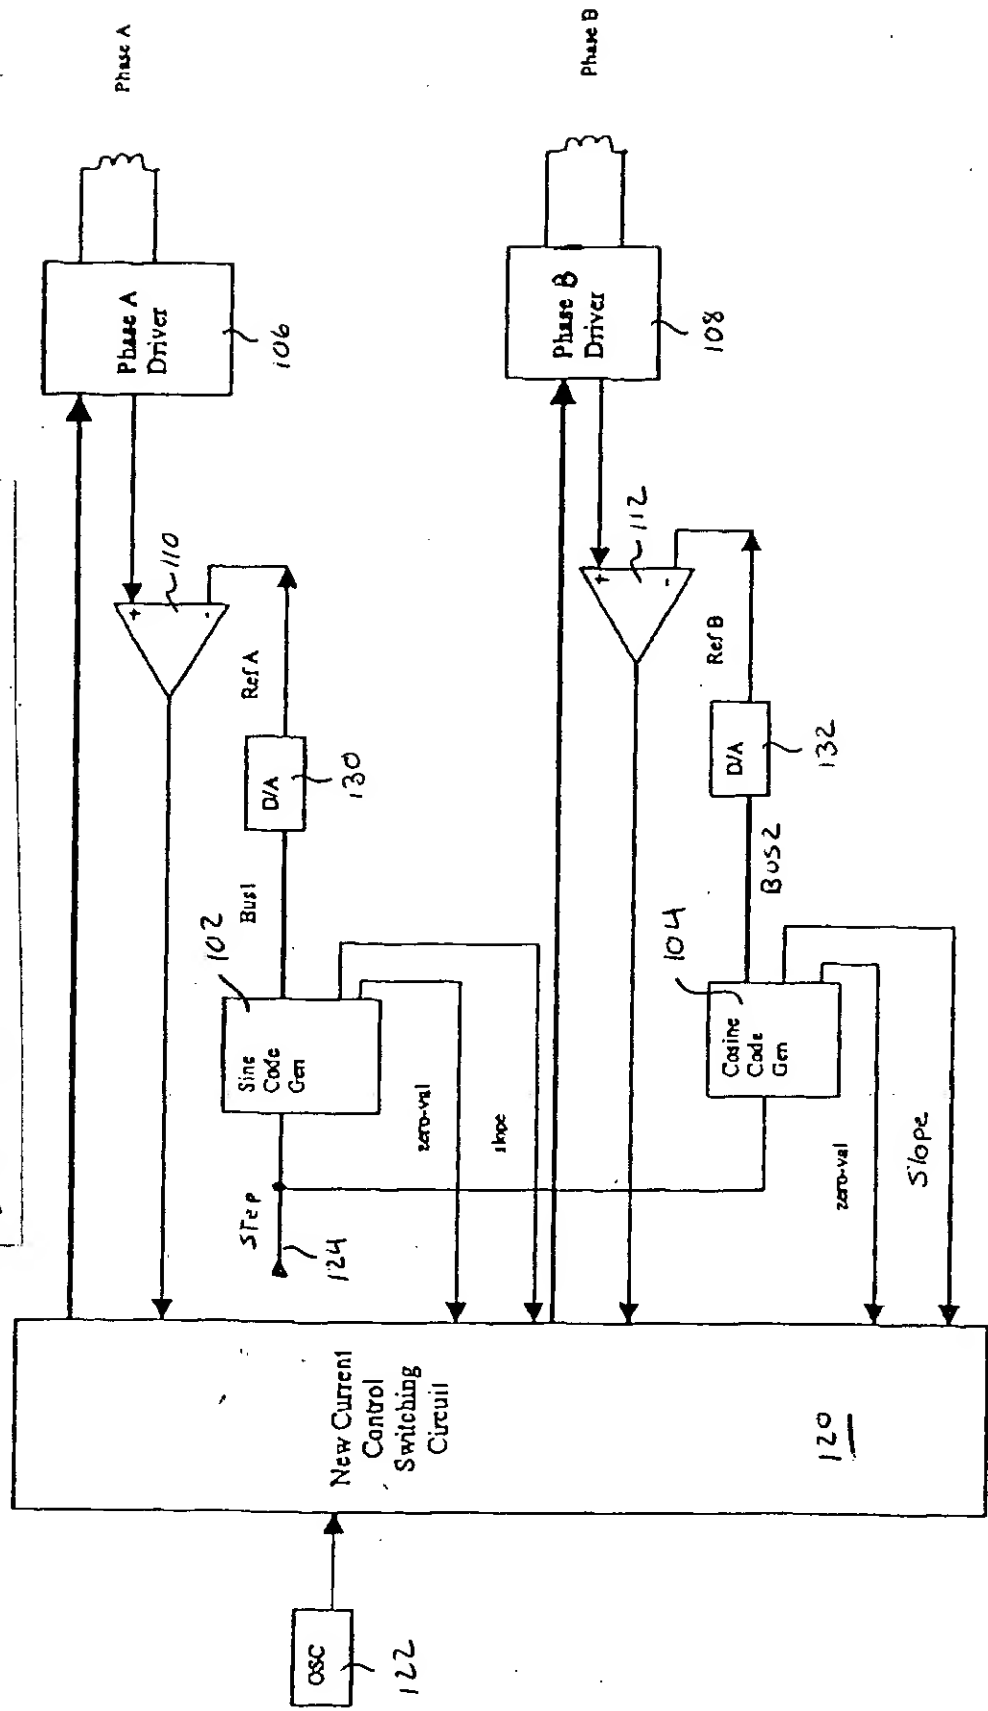 Phase A
Phase A
Driver
106
+
-
110
Ref A
D/A
130
Bus1
102
Sine
Code
Gen
zero-val
slope
STEP
124
Phase B
Phase B
Driver
108
+
-
112
Ref B
D/A
132
BUS2
104
Cosine
Code
Gen
zero-val
Slope
New Current
Control
Switching
Circuit
120
OSC
122